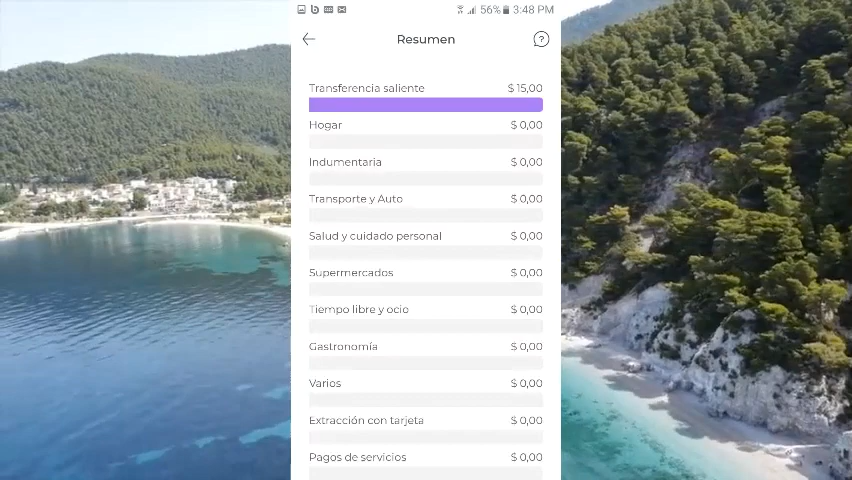 56% 3:48 PM
Resumen
Transferencia saliente $ 15,00
Hogar $ 0,00
Indumentaria $ 0,00
Transporte y Auto $ 0,00
Salud y cuidado personal $ 0,00
Supermercados $ 0,00
Tiempo libre y ocio $ 0,00
Gastronomía $ 0,00
Varios $ 0,00
Extracción con tarjeta $ 0,00
Pagos de servicios $ 0,00